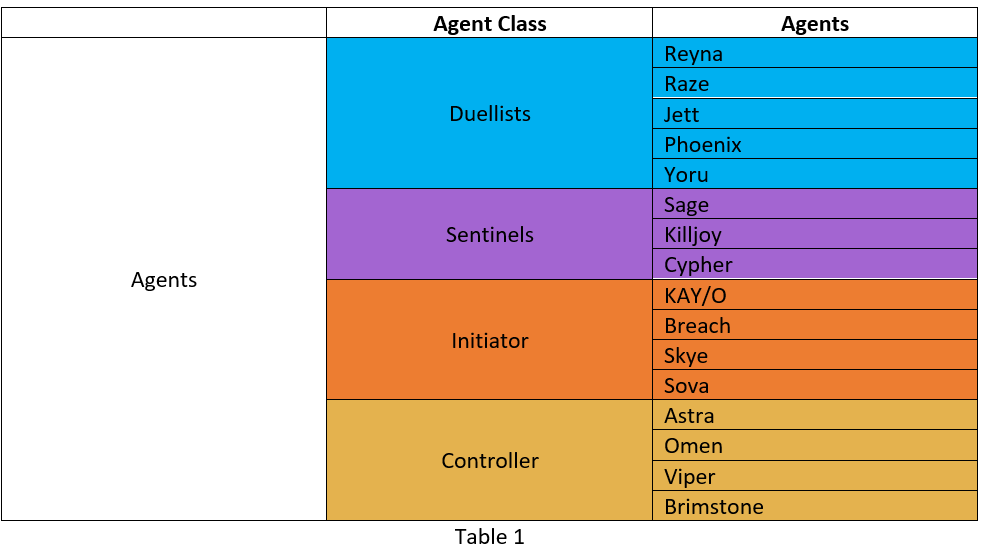 Agent Class Agents
Agents
Duellists
Reyna
Raze
Jett
Phoenix
Yoru
Sentinels
Sage
Killjoy
Cypher
Initiator
KAY/O
Breach
Skye
Sova
Controller
Astra
Omen
Viper
Brimstone
Table 1